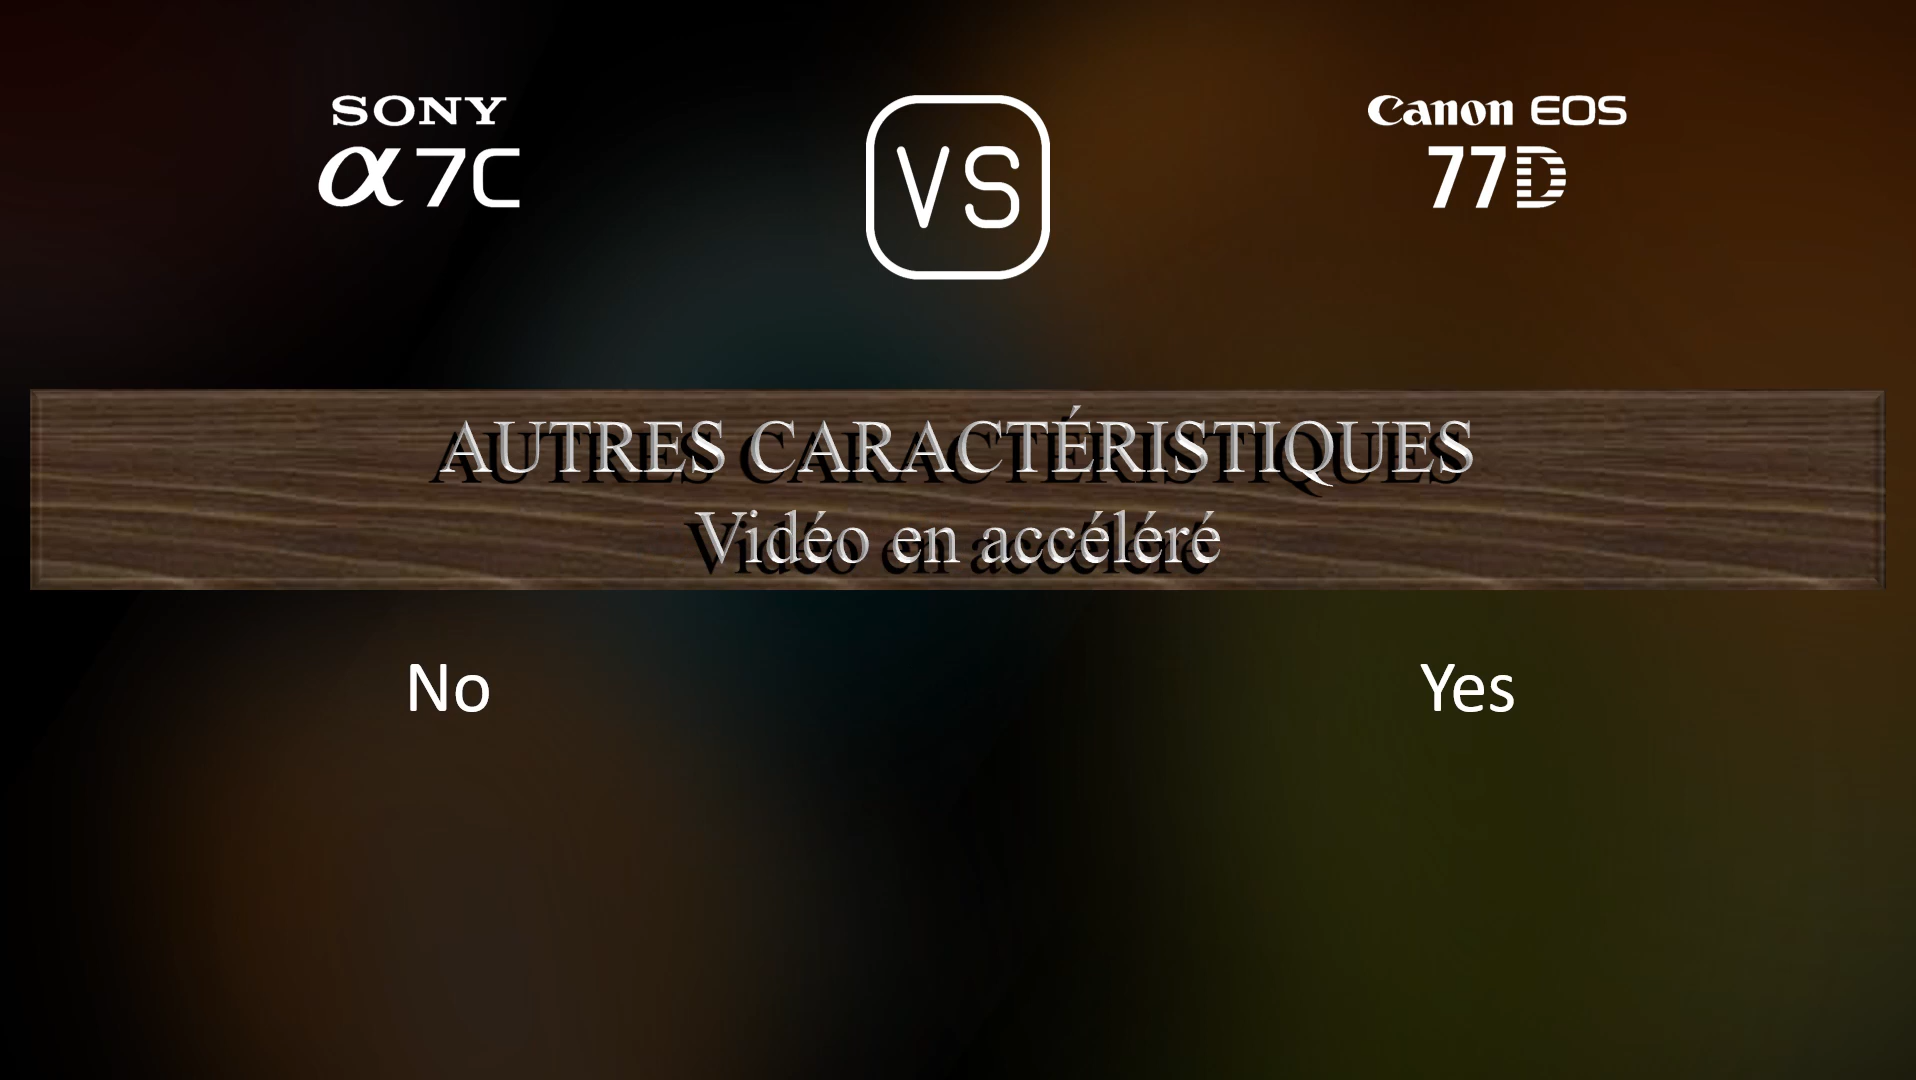 SONY
α7C
VS
Canon EOS
77D
AUTRES CARACTÉRISTIQUES
Vidéo en accéléré
No
Yes